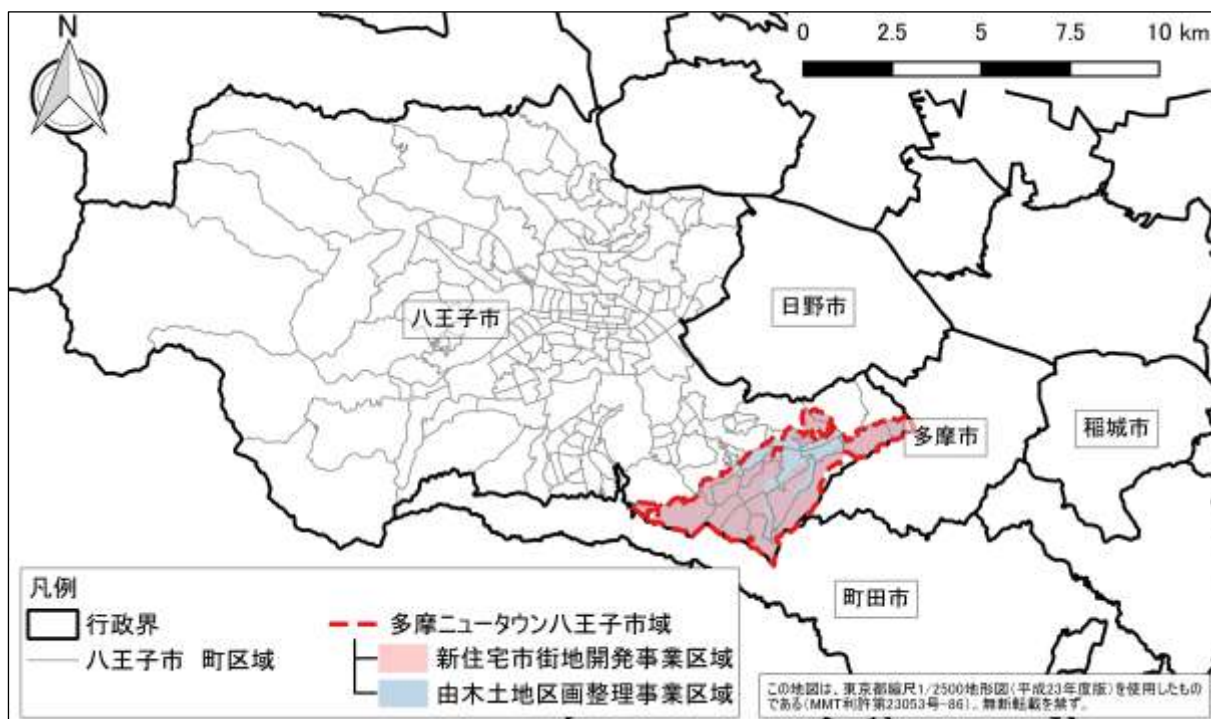 N
0 2.5 5 7.5 10 km
八王子市
日野市
多摩市
稲城市
町田市
凡例
行政界
八王子市 町区域
多摩ニュータウン八王子市域
新住宅市街地開発事業区域
由木土地区画整理事業区域
この地図は、東京都縮尺1/2500地形図(平成23年度版)を使用したもの
である(MMT利許第23053号-86)。無断転載を禁ず。